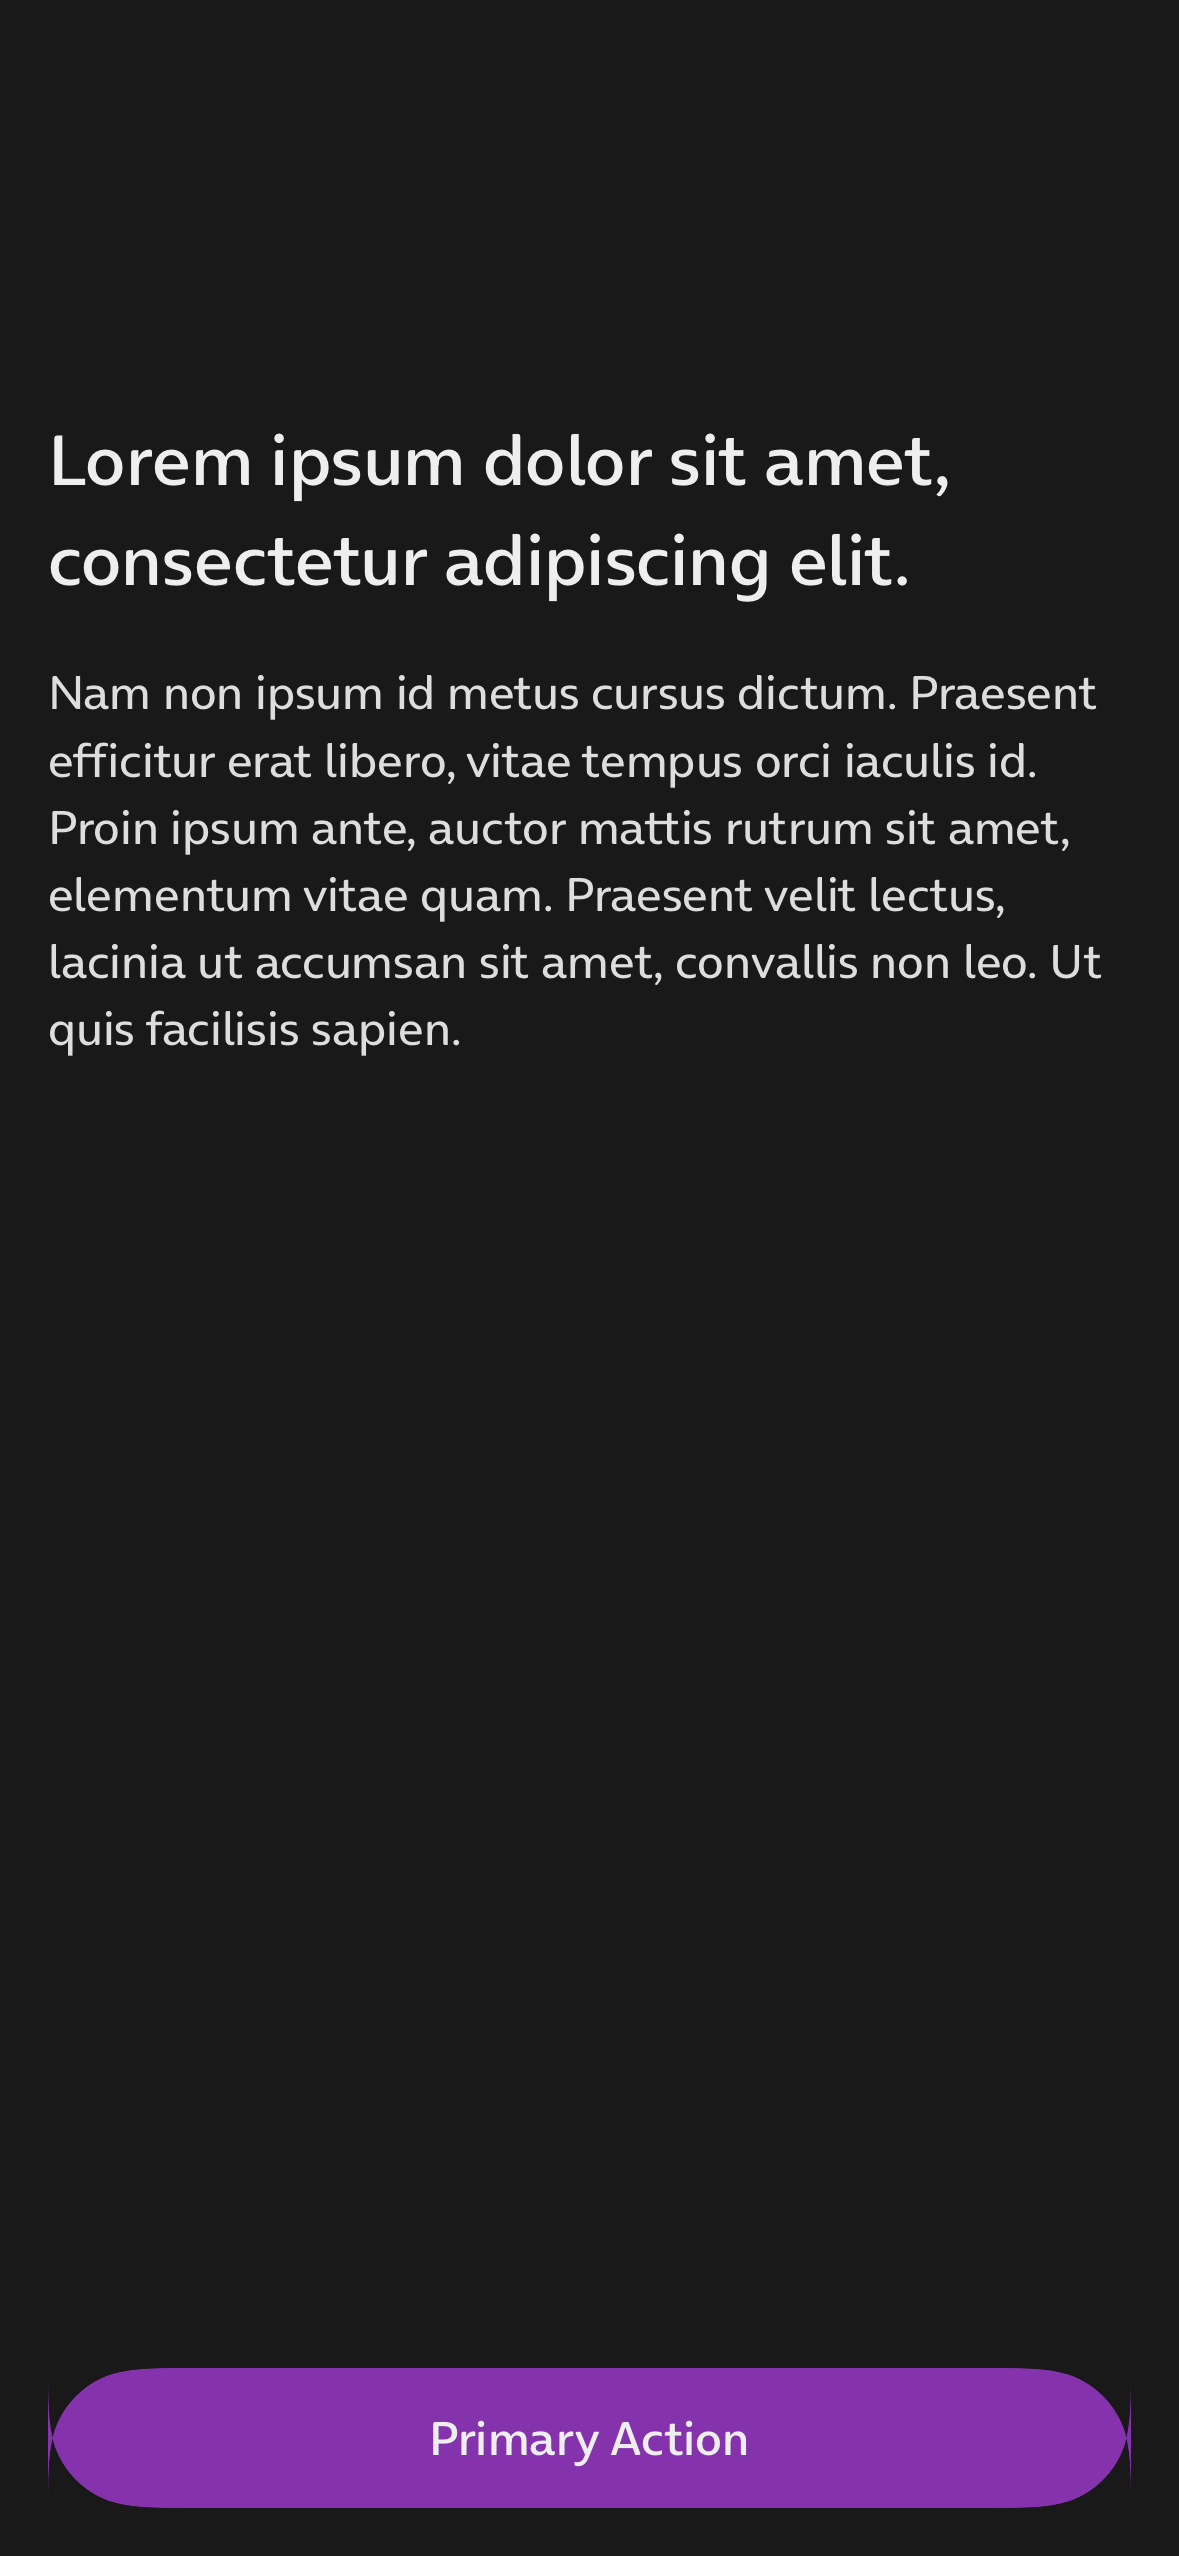 Lorem ipsum dolor sit amet,
consectetur adipiscing elit.
Nam non ipsum id metus cursus dictum. Praesent
efficitur erat libero, vitae tempus orci iaculis id.
Proin ipsum ante, auctor mattis rutrum sit amet,
elementum vitae quam. Praesent velit lectus,
lacinia ut accumsan sit amet, convallis non leo. Ut
quis facilisis sapien.
Primary Action